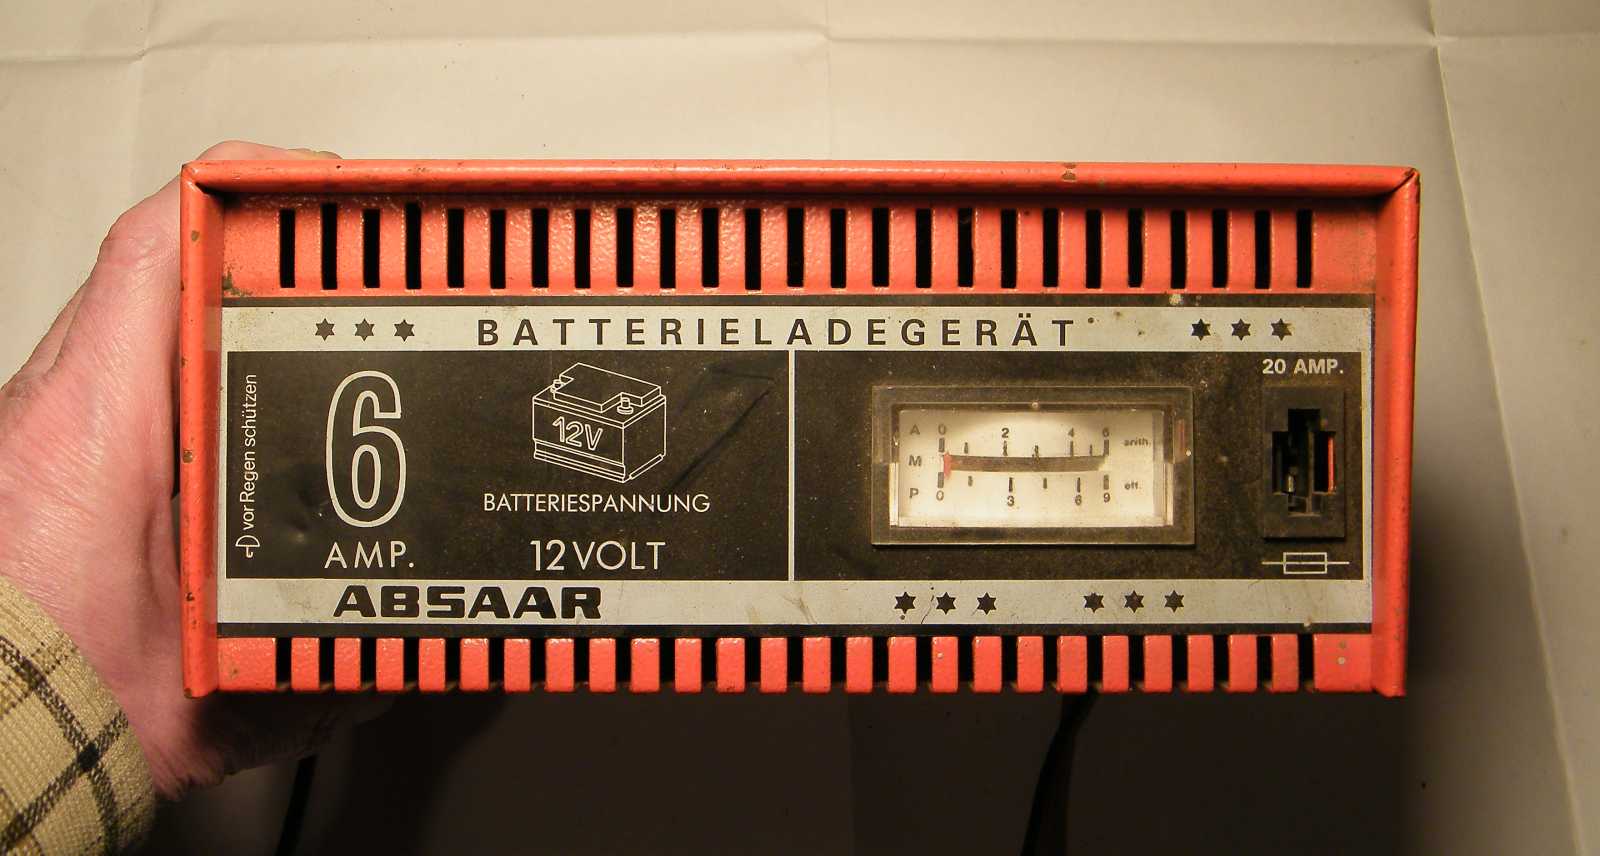 BATTERIELADEGERÄT
vor Regen schützen
6
AMP.
12V
BATTERIESPANNUNG
12 VOLT
A 0 2 4 6 arith.
M
P 0 3 6 9 eff.
20 AMP.
ABSAAR